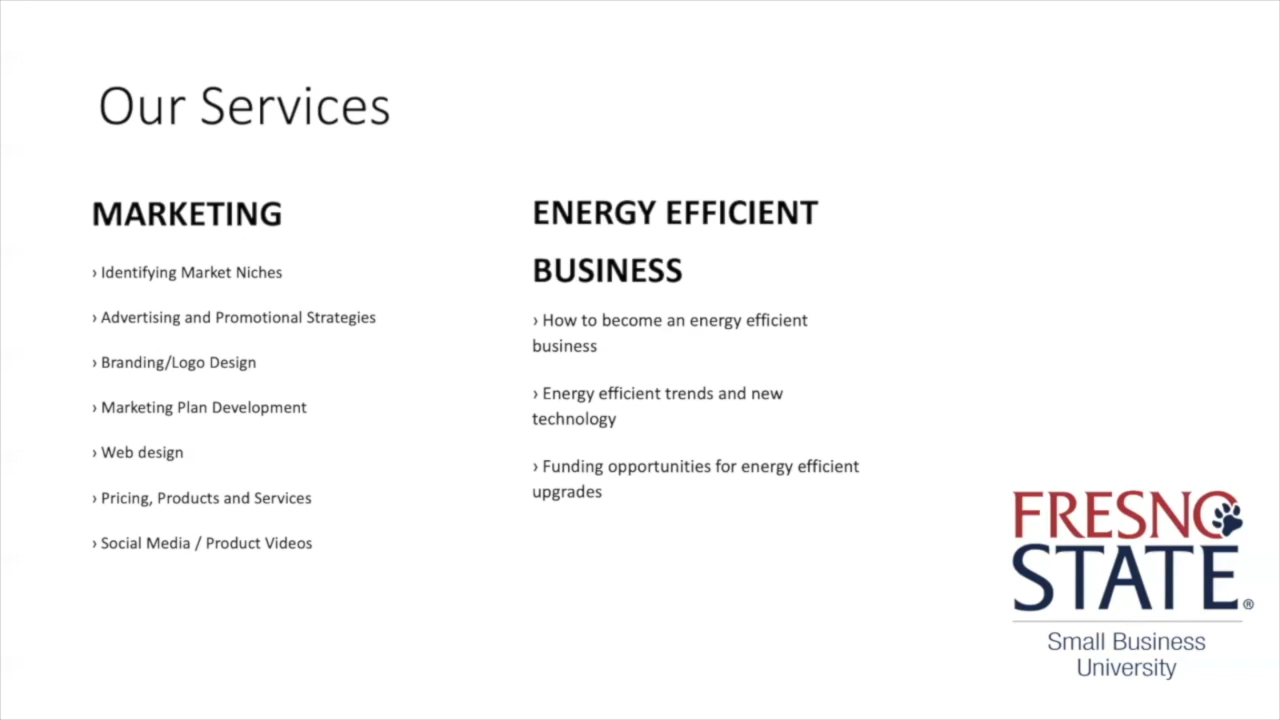 Our Services
MARKETING
› Identifying Market Niches
› Advertising and Promotional Strategies
› Branding/Logo Design
› Marketing Plan Development
› Web design
› Pricing, Products and Services
› Social Media / Product Videos
ENERGY EFFICIENT
BUSINESS
› How to become an energy efficient
business
› Energy efficient trends and new
technology
› Funding opportunities for energy efficient
upgrades
FRESNO
STATE®
Small Business
University